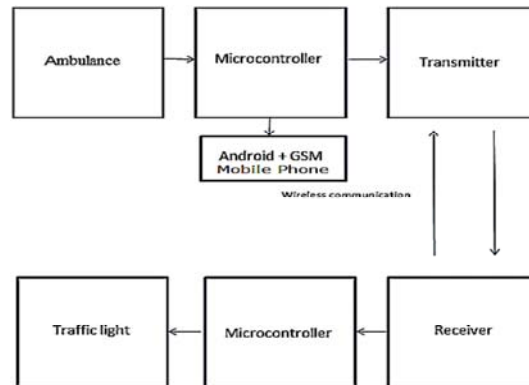 Ambulance
Microcontroller
Transmitter
Android + GSM
Mobile Phone
Wireless communication
Traffic light
Microcontroller
Receiver